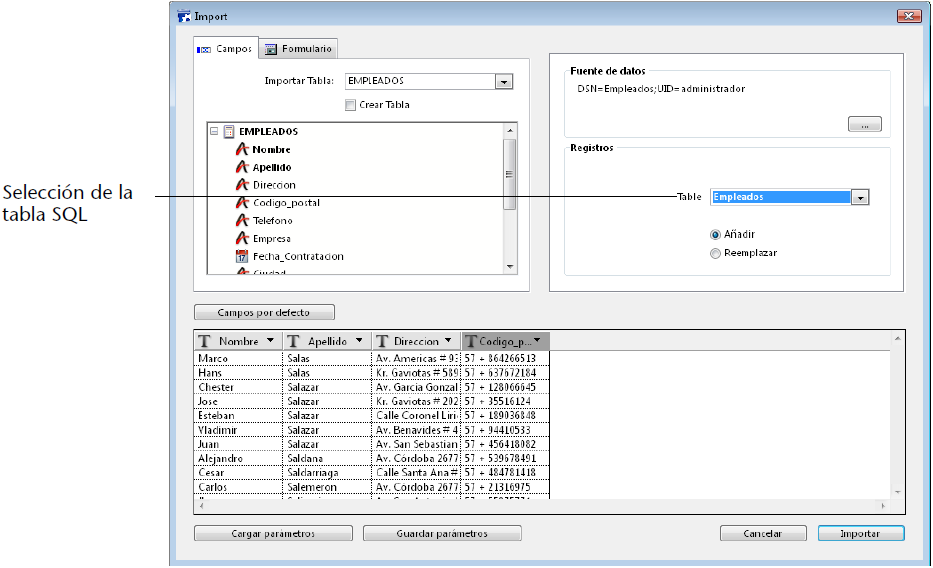 Import
Campos
Formulario
Importar Tabla:
EMPLEADOS
Crear Tabla
EMPLEADOS
Nombre
Apellido
Direccion
Codigo_postal
Telefono
Empresa
17
Fecha_Contratacion
Ciudad
Fuente de datos
DSN=Empleados;UID=administrador
...
Registros
Table
Empleados
Añadir
Reemplazar
Selección de la
tabla SQL
Campos por defecto
Nombre Apellido Direccion Codigo_p...
Marco Salas Av. Americas # 93 57 + 864266513
Hans Salas Kr. Gaviotas # 589 57 + 637672184
Chester Salazar Av. Garcia Gonzal 57 + 128066645
Jose Salazar Kr. Gaviotas # 202 57 + 35516124
Esteban Salazar Calle Coronel Liri 57 + 189036848
Vladimir Salazar Av. Benavides # 4 57 + 94410533
Juan Salazar Av. San Sebastian 57 + 456418082
Alejandro Saldana Av. Córdoba 2677 57 + 539678491
Cesar Saldarriaga Calle Santa Ana # 57 + 484781418
Carlos Salemeron Av. Córdoba 2677 57 + 21316975
Cargar parámetros
Guardar parámetros
Cancelar
Importar